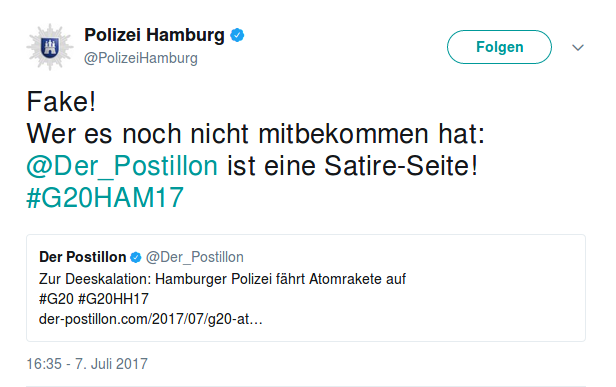 Polizei Hamburg
@PolizeiHamburg
Folgen
Fake!
Wer es noch nicht mitbekommen hat:
@Der_Postillon ist eine Satire-Seite!
#G20HAM17
Der Postillon @Der_Postillon
Zur Deeskalation: Hamburger Polizei fährt Atomrakete auf
#G20 #G20HH17
der-postillon.com/2017/07/g20-at…
16:35 - 7. Juli 2017